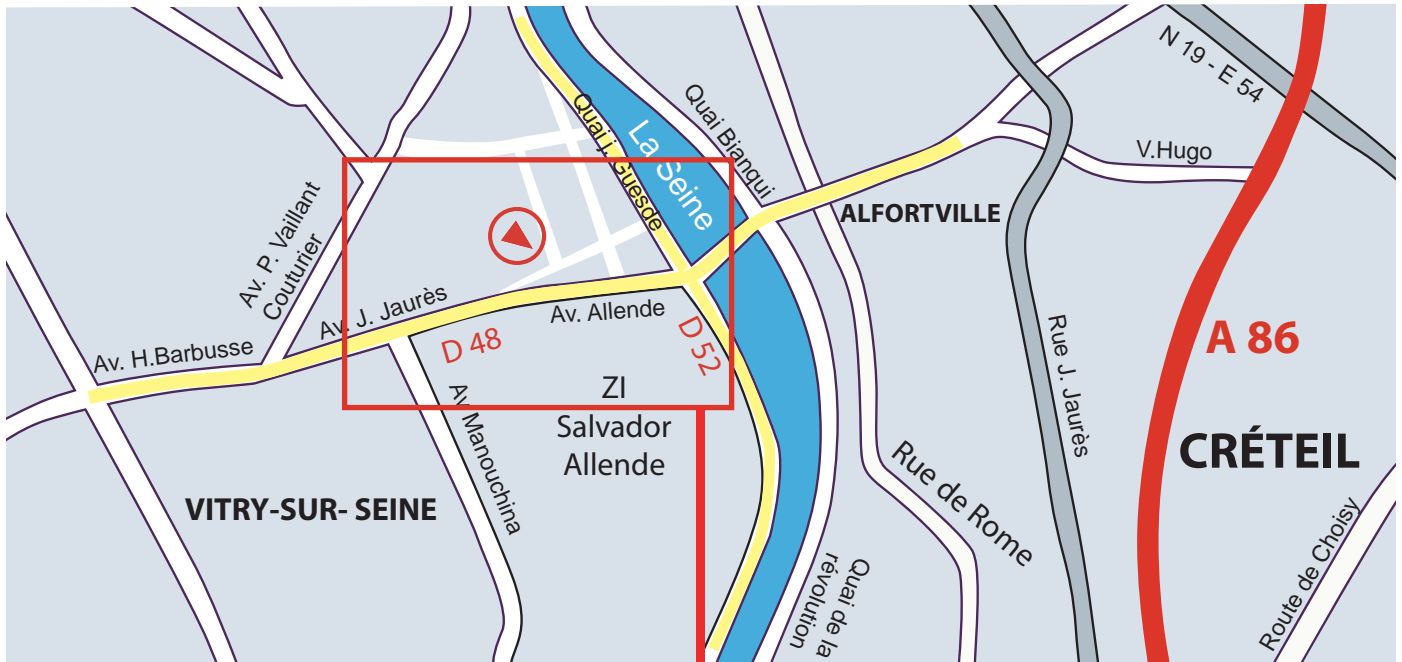 N 19 - E 54
Quai Bianqui
Quai j. Guesde
La Seine
V.Hugo
Av. P. Vaillant
Couturier
ALFORTVILLE
Av. J. Jaurès
Av. Allende
D 48
D 52
Av. H.Barbusse
A 86
Rue J. Jaurès
ZI
Salvador
Allende
Av Manouchina
CRÉTEIL
Rue de Rome
VITRY-SUR- SEINE
Quai de la
révolution
Route de Choisy